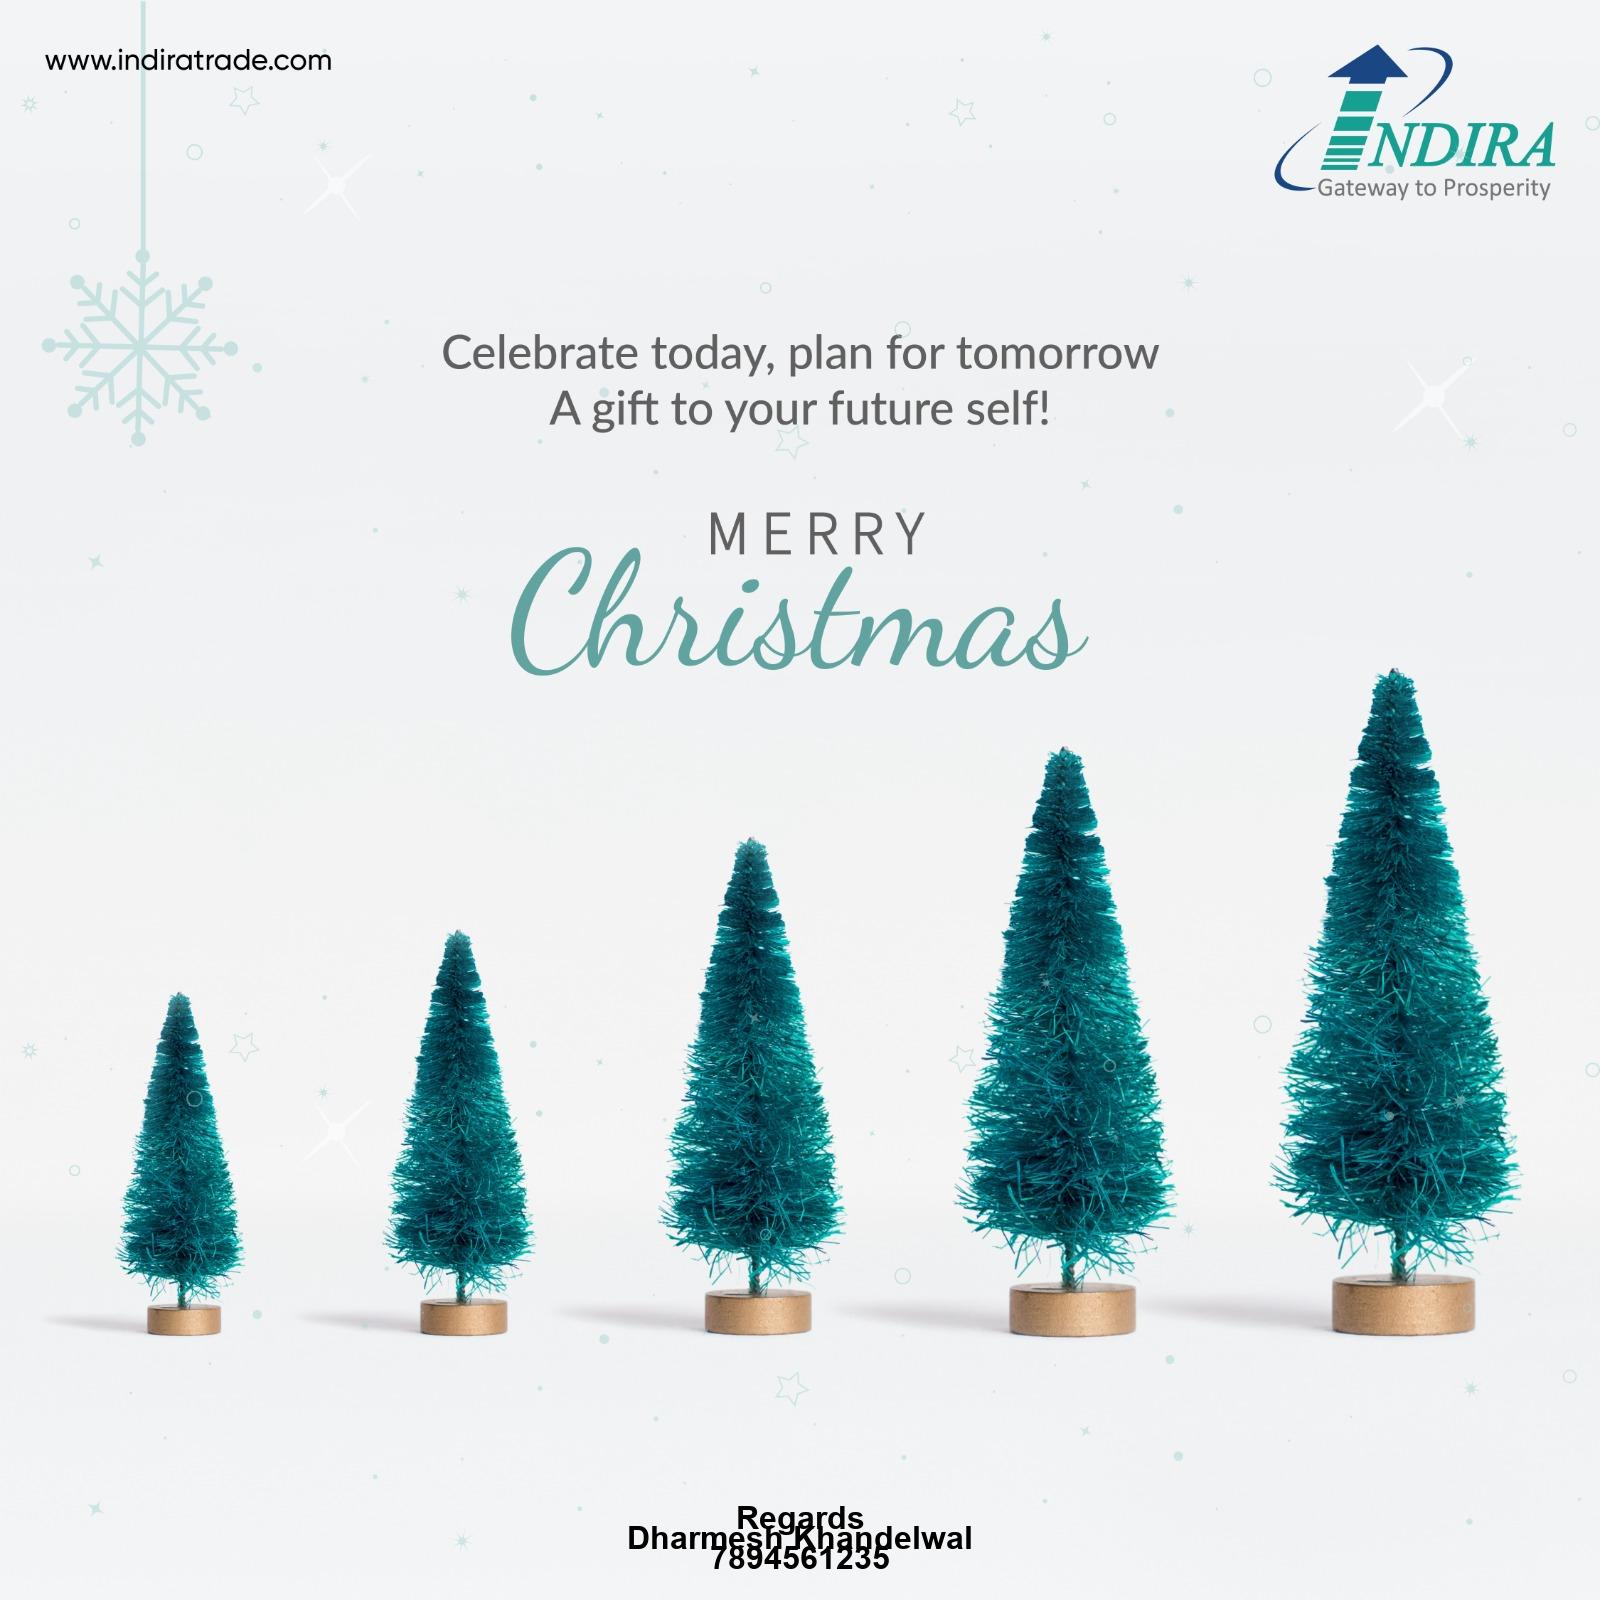 www.indiratrade.com
INDIRA
Gateway to Prosperity
Celebrate today, plan for tomorrow
A gift to your future self!
MERRY
Christmas
Regards
Dharmesh Khandelwal
7894561235